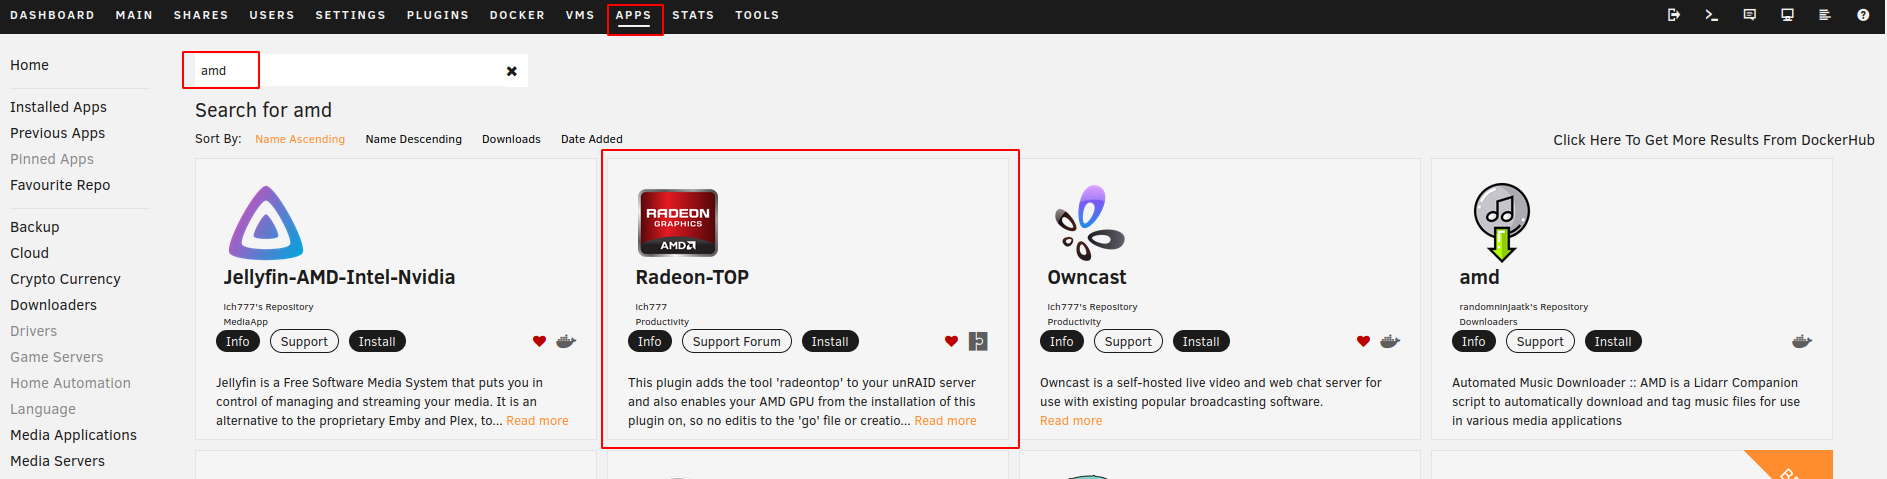 DASHBOARD MAIN SHARES USERS SETTINGS PLUGINS DOCKER VMS APPS STATS TOOLS
Home
Installed Apps
Previous Apps
Pinned Apps
Favourite Repo
Backup
Cloud
Crypto Currency
Downloaders
Drivers
Game Servers
Home Automation
Language
Media Applications
Media Servers
amd
Search for amd
Sort By: Name Ascending Name Descending Downloads Date Added
Click Here To Get More Results From DockerHub
Jellyfin-AMD-Intel-Nvidia
ich777's Repository
MediaApp
Info Support Install
Jellyfin is a Free Software Media System that puts you in
control of managing and streaming your media. It is an
alternative to the proprietary Emby and Plex, to... Read more
RADEON
GRAPHICS
AMD
Radeon-TOP
ich777
Productivity
Info Support Forum Install
This plugin adds the tool 'radeontop' to your unRAID server
and also enables your AMD GPU from the installation of this
plugin on, so no editis to the 'go' file or creatio... Read more
Owncast
ich777's Repository
Productivity
Info Support Install
Owncast is a self-hosted live video and web chat server for
use with existing popular broadcasting software.
Read more
amd
randomninjaatk's Repository
Downloaders
Info Support Install
Automated Music Downloader :: AMD is a Lidarr Companion
script to automatically download and tag music files for use
in various media applications